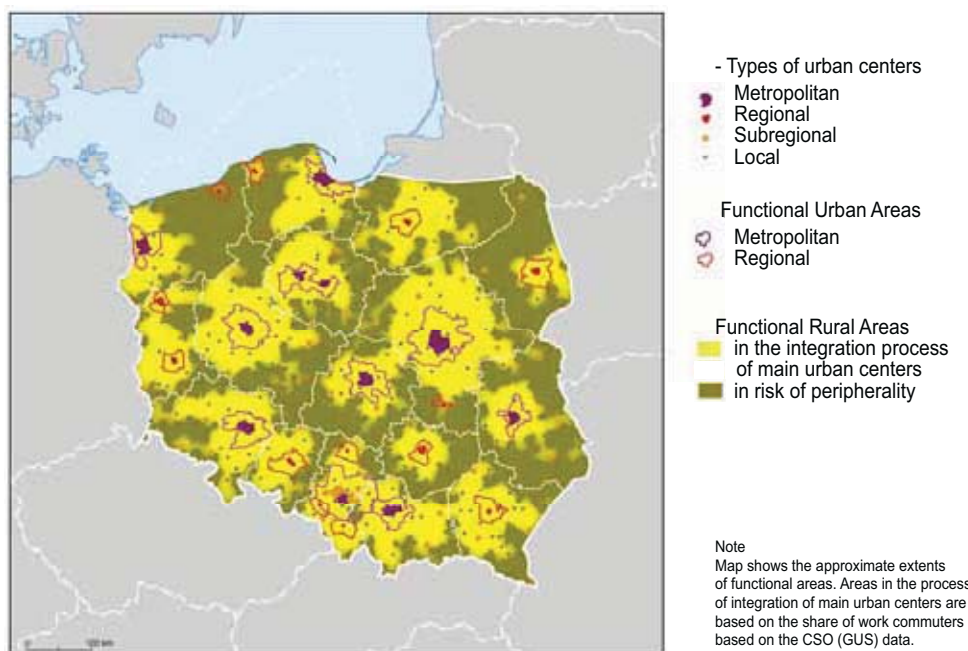 - Types of urban centers
Metropolitan
Regional
Subregional
Local
Functional Urban Areas
Metropolitan
Regional
Functional Rural Areas
in the integration process
of main urban centers
in risk of peripherality
Note
Map shows the approximate extents
of functional areas. Areas in the process
of integration of main urban centers are
based on the share of work commuters
based on the CSO (GUS) data.
0 100 km